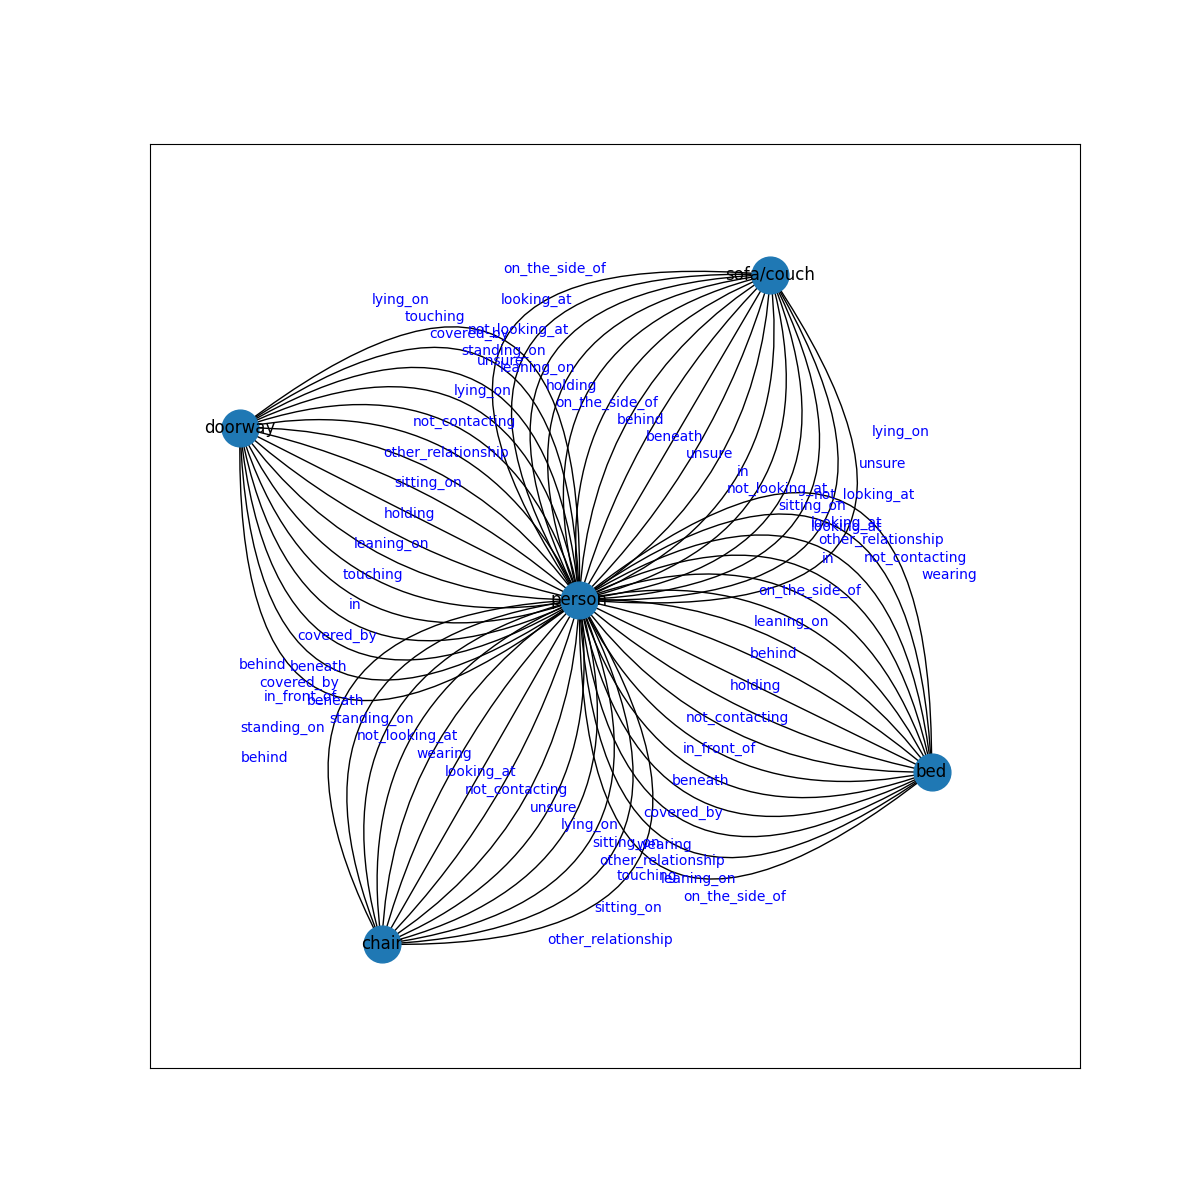 on_the_side_of
sofa/couch
lying_on
looking_at
touching
covered_by
not_looking_at
standing_on
unsure
leaning_on
holding
lying_on
on_the_side_of
behind
not_contacting
doorway
lying_on
beneath
other_relationship
unsure
unsure
in
sitting_on
not_looking_at
not_looking_at
sitting_on
holding
looking_at
looking_at
leaning_on
other_relationship
in
not_contacting
touching
wearing
on_the_side_of
person
in
leaning_on
covered_by
behind
behind
beneath
covered_by
holding
in_front_of
beneath
standing_on
not_contacting
standing_on
not_looking_at
in_front_of
wearing
behind
looking_at
bed
beneath
not_contacting
unsure
covered_by
lying_on
sitting_on
wearing
other_relationship
touching
leaning_on
on_the_side_of
sitting_on
chair
other_relationship